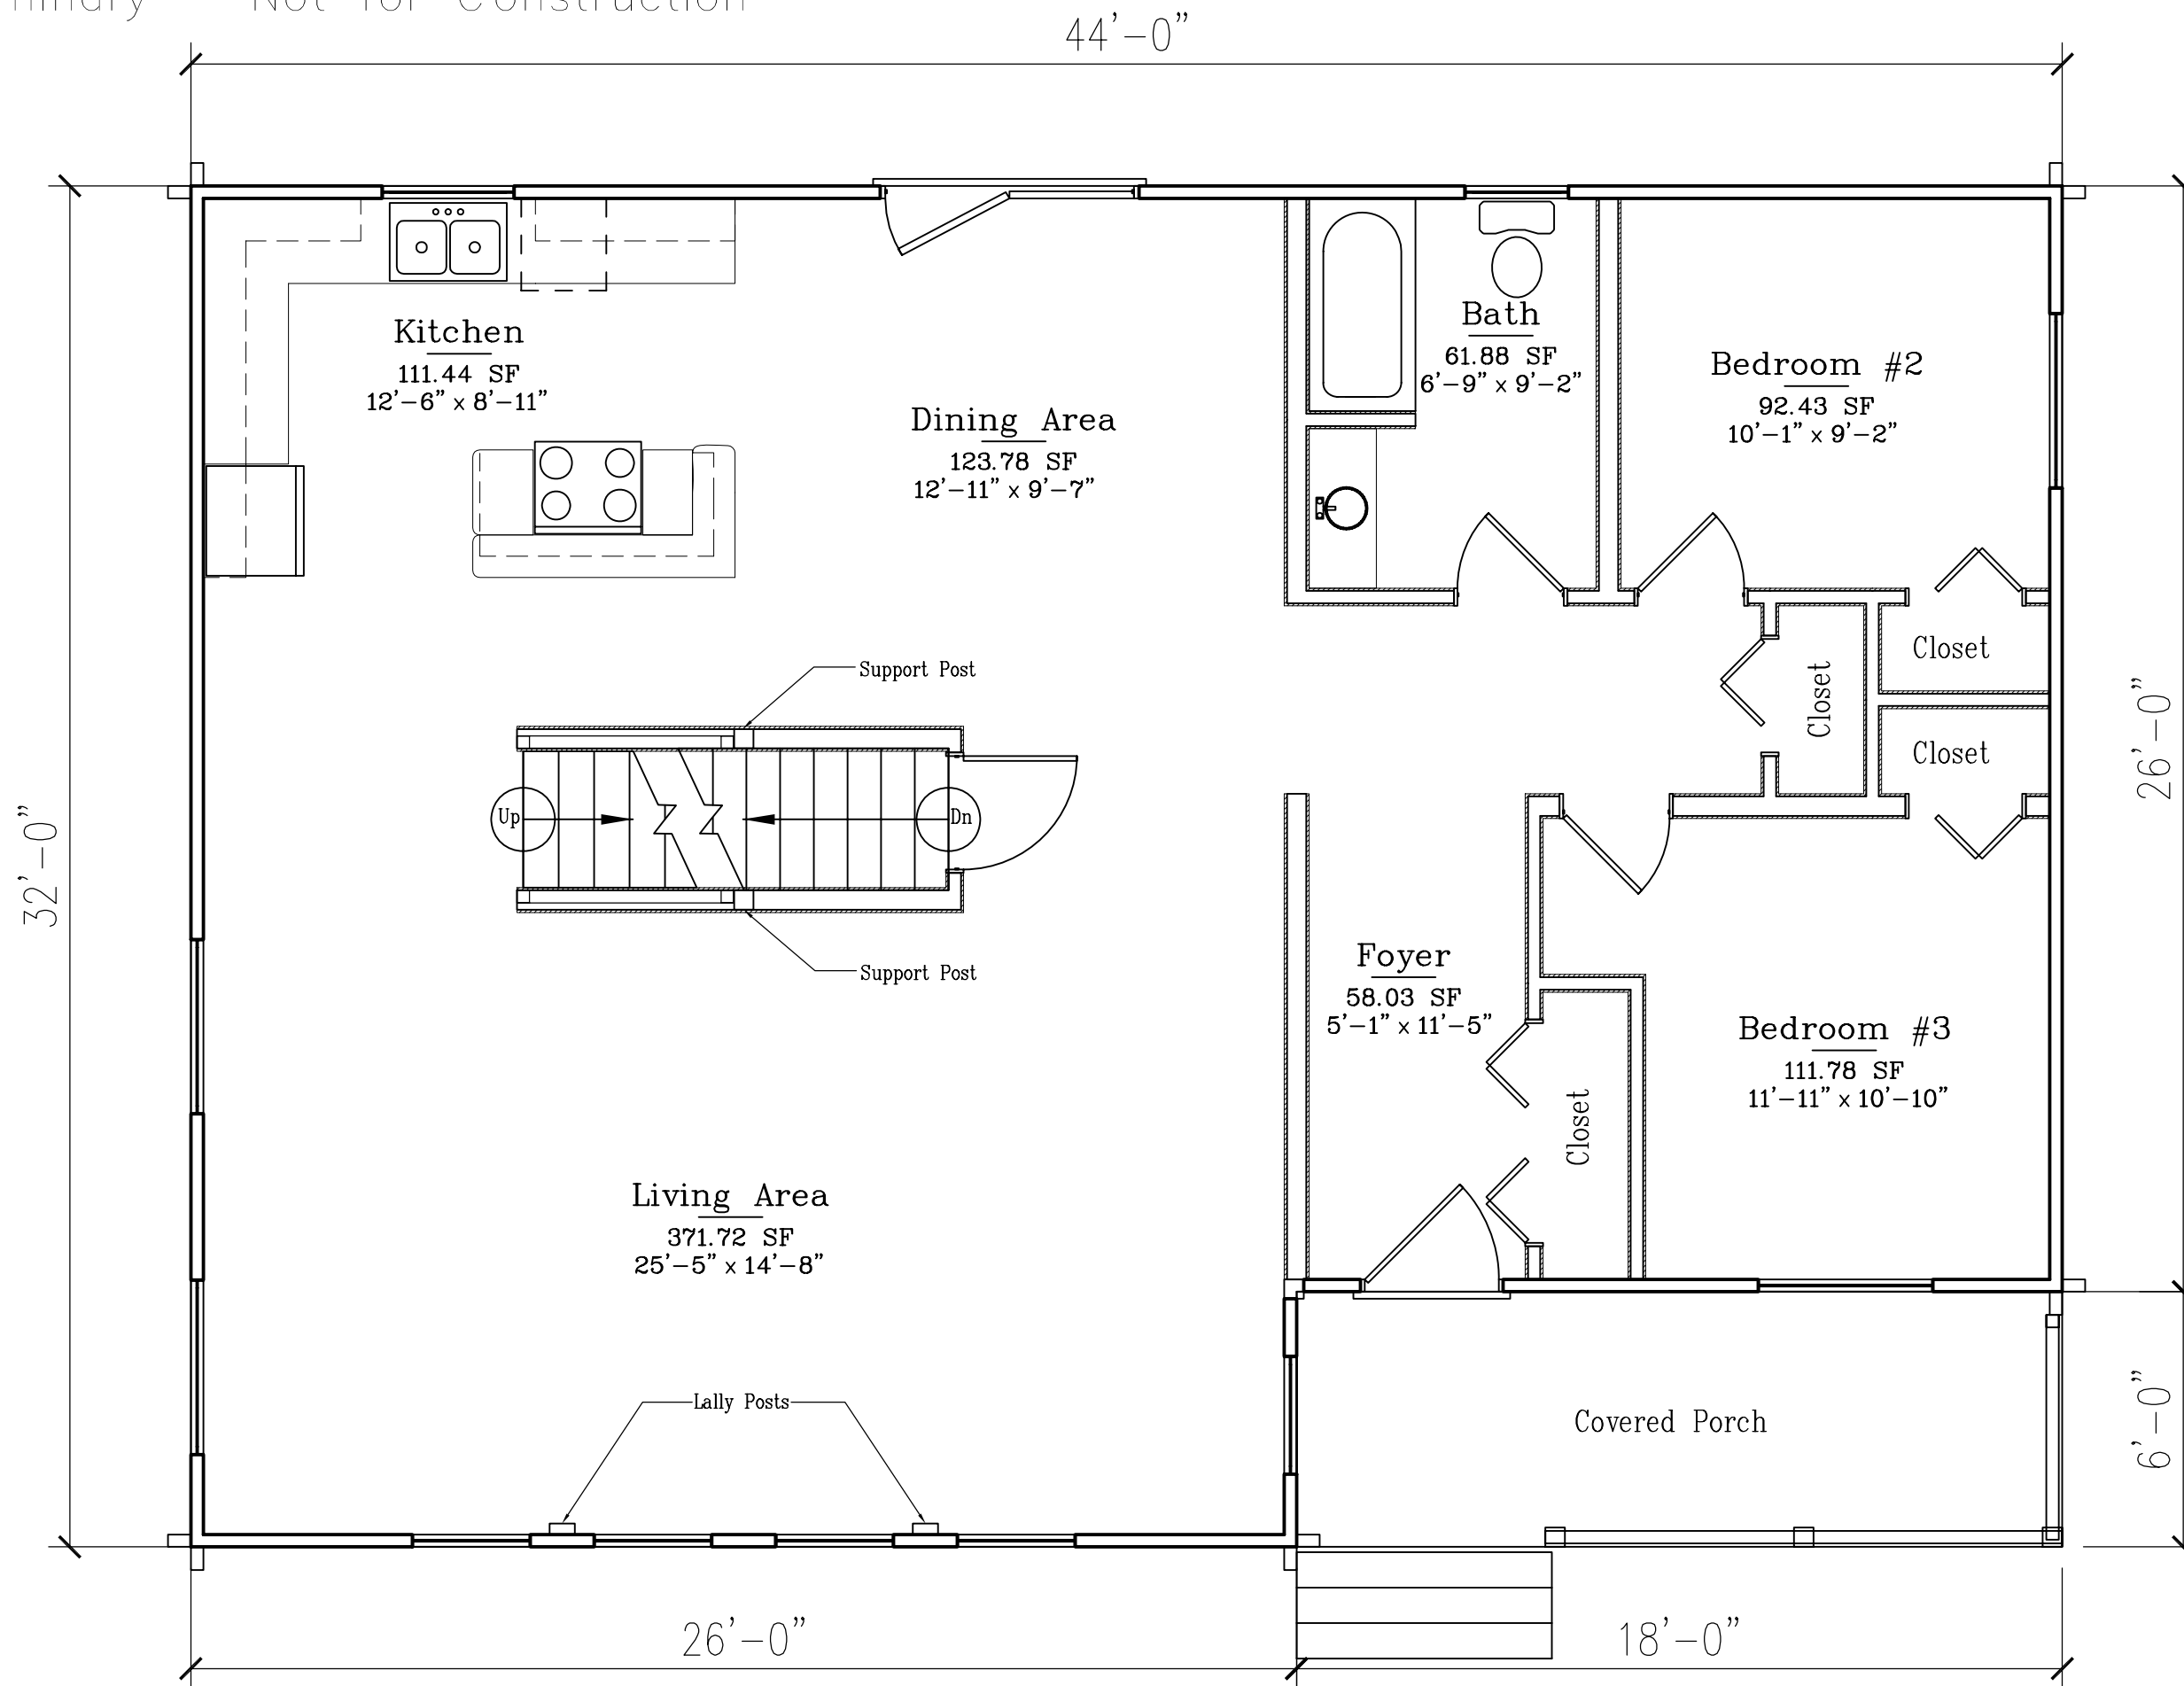 Not for Construction
44'-0"
Kitchen
111.44 SF
12'-6" x 8'-11"
Dining Area
123.78 SF
12'-11" x 9'-7"
Bath
61.88 SF
6'-9" x 9'-2"
Bedroom #2
92.43 SF
10'-1" x 9'-2"
Closet
Closet
Closet
Support Post
Up
Dn
Support Post
32'-0"
26'-0"
Foyer
58.03 SF
5'-1" x 11'-5"
Closet
Bedroom #3
111.78 SF
11'-11" x 10'-10"
Living Area
371.72 SF
25'-5" x 14'-8"
Lally Posts
Covered Porch
6'-0"
26'-0"
18'-0"